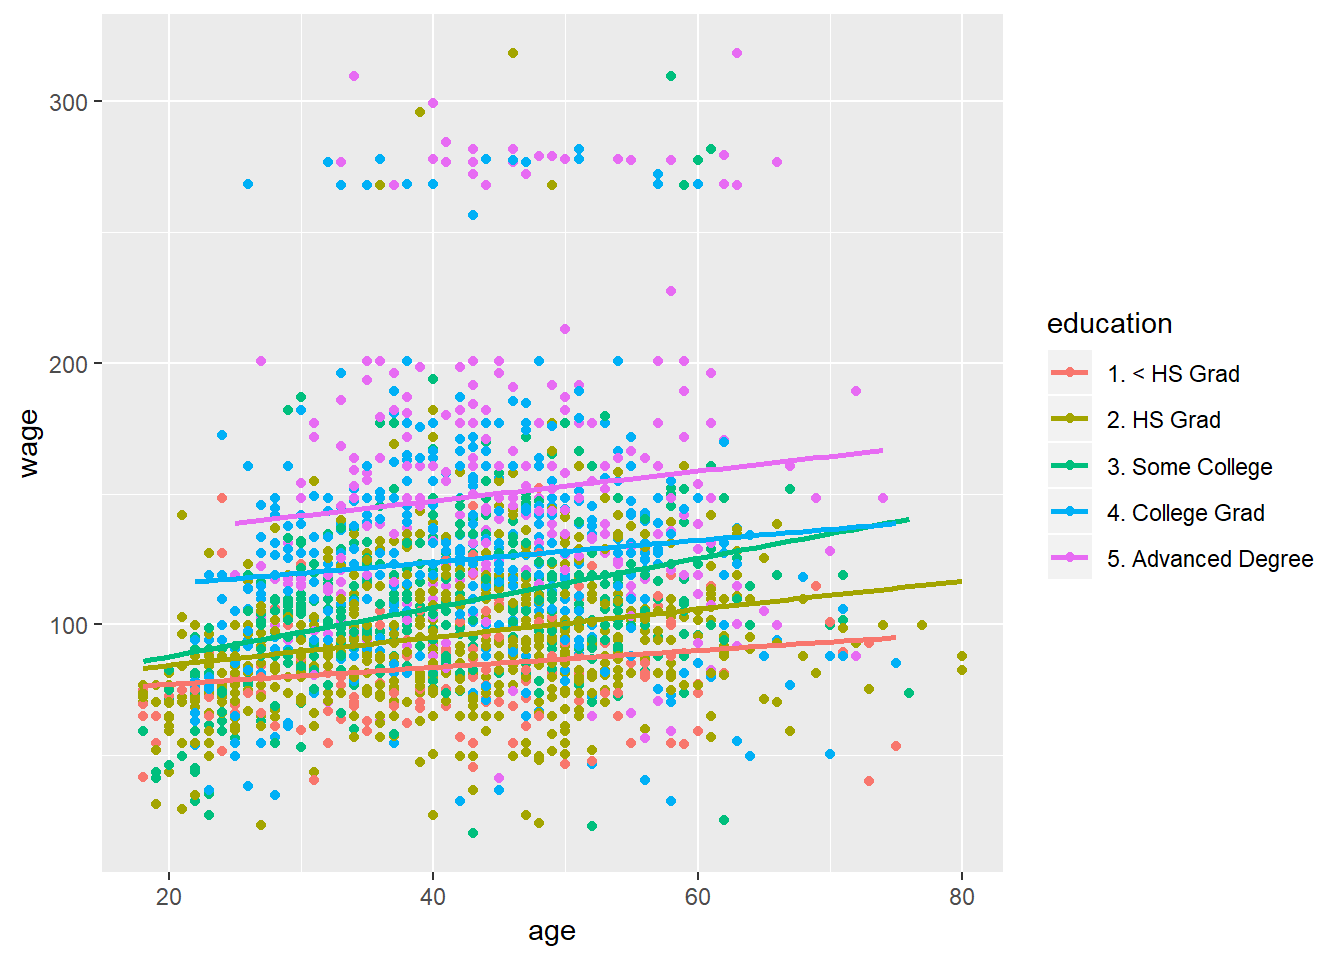 300
200
100
wage
20
40
60
80
age
education
1. < HS Grad
2. HS Grad
3. Some College
4. College Grad
5. Advanced Degree